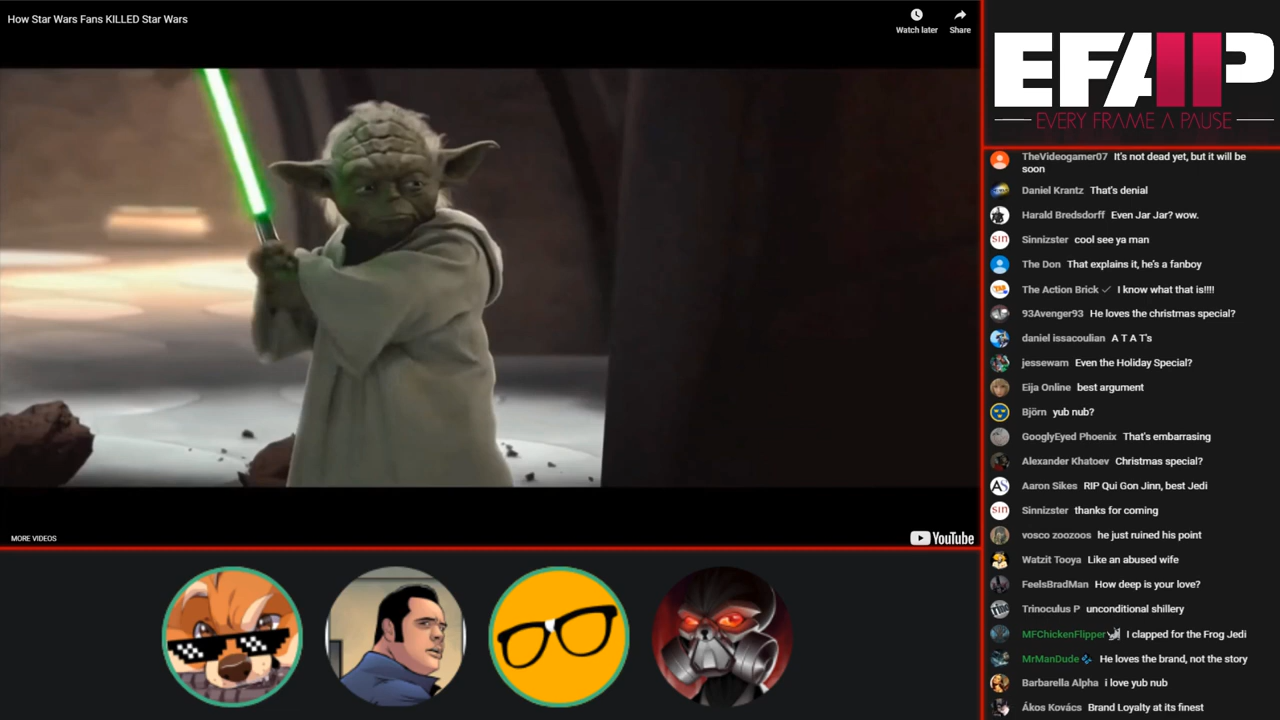 How Star Wars Fans KILLED Star Wars
Watch later
Share
MORE VIDEOS
YouTube
EFAP
EVERY FRAME A PAUSE
TheVideogamer07 It's not dead yet, but it will be
soon
Daniel Krantz That's denial
Harald Bredsdorff Even Jar Jar? wow.
Sinnizster cool see ya man
The Don That explains it, he's a fanboy
The Action Brick I know what that is!!!!
93Avenger93 He loves the christmas special?
daniel issacoulian A T A T's
jessewam Even the Holiday Special?
Eija Online best argument
Björn yub nub?
GooglyEyed Phoenix That's embarrasing
Alexander Khatoev Christmas special?
Aaron Sikes RIP Qui Gon Jinn, best Jedi
Sinnizster thanks for coming
vosco zoozoos he just ruined his point
Watzit Tooya Like an abused wife
FeelsBradMan How deep is your love?
Trinoculus P unconditional shillery
MFChickenFlipper I clapped for the Frog Jedi
MrManDude He loves the brand, not the story
Barbarella Alpha i love yub nub
Ákos Kovács Brand Loyalty at its finest